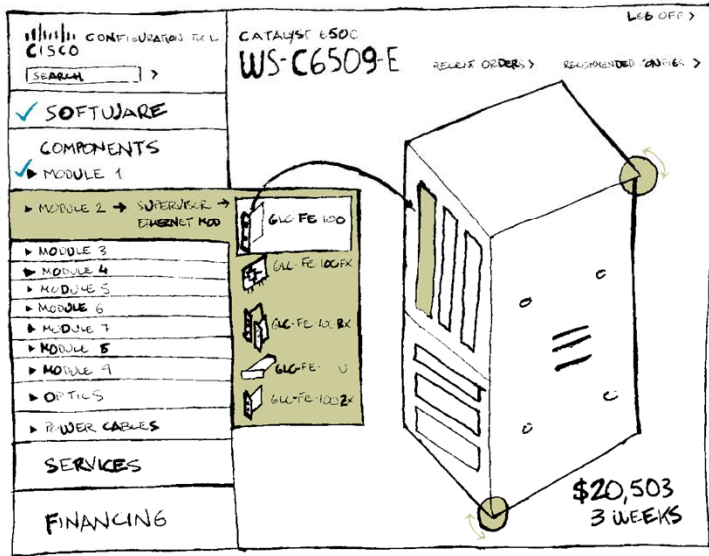 LOG OFF >
CISCO CONFIGURATION TOOL
SEARCH >
CATALYST 6500
WS-C6509-E
RECENT ORDERS >
RECOMMENDED CONFIGS >
SOFTWARE
COMPONENTS
MODULE 1
MODULE 2 → SUPERVISOR →
ETHERNET MOD
MODULE 3
MODULE 4
MODULE 5
MODULE 6
MODULE 7
MODULE 8
MODULE 9
OPTICS
POWER CABLES
SERVICES
FINANCING
GLC-FE 100
GLC-FE-100FX
GLC-FE-100BX
GLC-FE-
GLC-FE-100ZX
$20,503
3 WEEKS